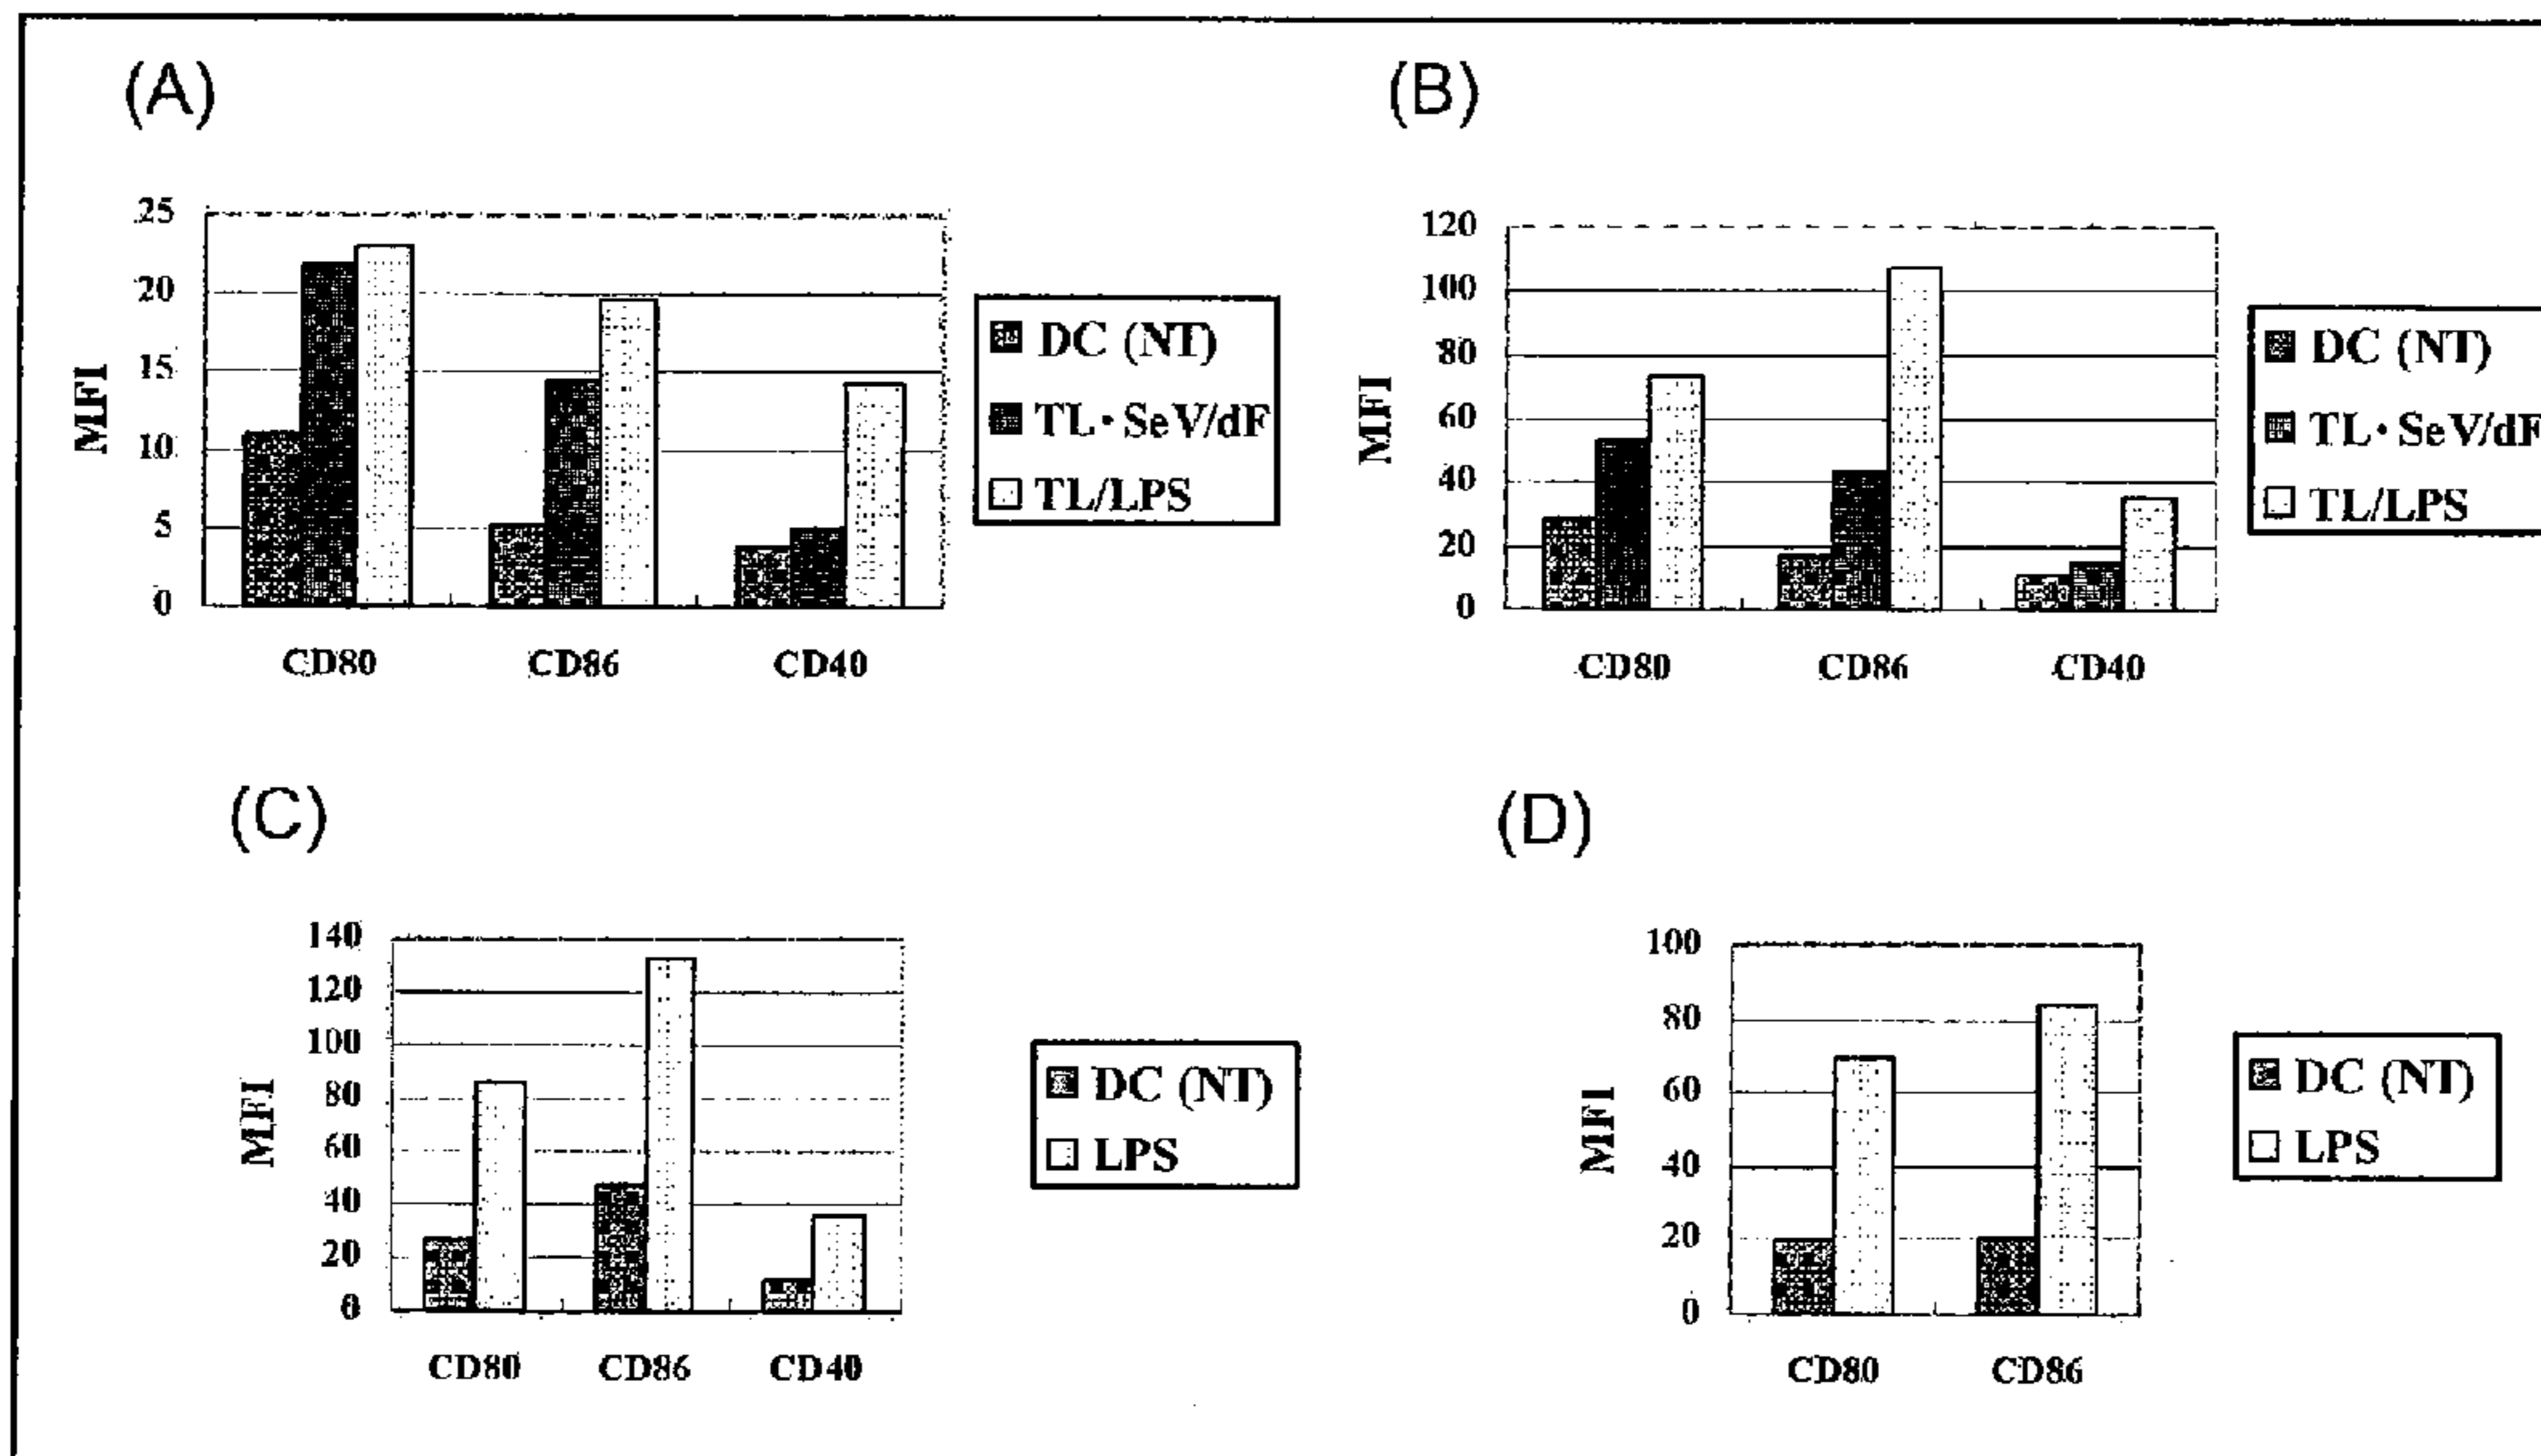 (A)
25
20
15
10
5
0
MFI
CD80 CD86 CD40
DC (NT)
TL・SeV/dF
TL/LPS
(B)
120
100
80
60
40
20
0
MFI
CD80 CD86 CD40
DC (NT)
TL・SeV/dF
TL/LPS
(C)
140
120
100
80
60
40
20
0
MFI
CD80 CD86 CD40
DC (NT)
LPS
(D)
100
80
60
40
20
0
MFI
CD80 CD86
DC (NT)
LPS